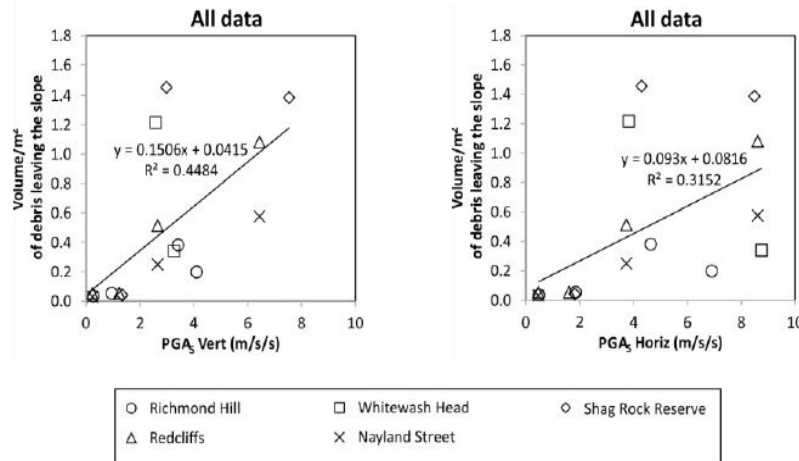 All data
Volume/m²
of debris leaving the slope
1.8
1.6
1.4
1.2
1.0
0.8
0.6
0.4
0.2
0.0
y = 0.1506x + 0.0415
R² = 0.4484
0 2 4 6 8 10
PGA₅ Vert (m/s/s)
All data
Volume/m²
of debris leaving the slope
1.8
1.6
1.4
1.2
1.0
0.8
0.6
0.4
0.2
0.0
y = 0.093x + 0.0816
R² = 0.3152
0 2 4 6 8 10
PGA₅ Horiz (m/s/s)
Richmond Hill Whitewash Head Shag Rock Reserve
Redcliffs Nayland Street